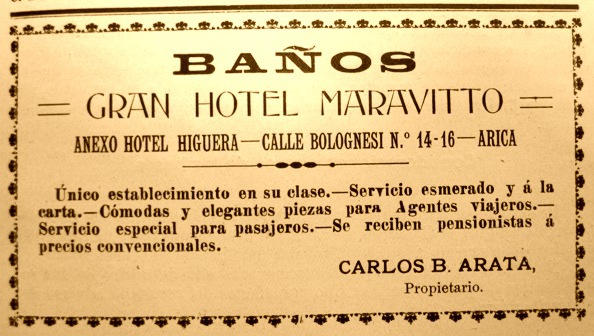 BAÑOS
GRAN HOTEL MARAVITTO
ANEXO HOTEL HIGUERA—CALLE BOLOGNESI N.º 14-16—ARICA
Único establecimiento en su clase.—Servicio esmerado y á la
carta.—Cómodas y elegantes piezas para Agentes viajeros.—
Servicio especial para pasajeros.—Se reciben pensionistas á
precios convencionales.
CARLOS B. ARATA,
Propietario.